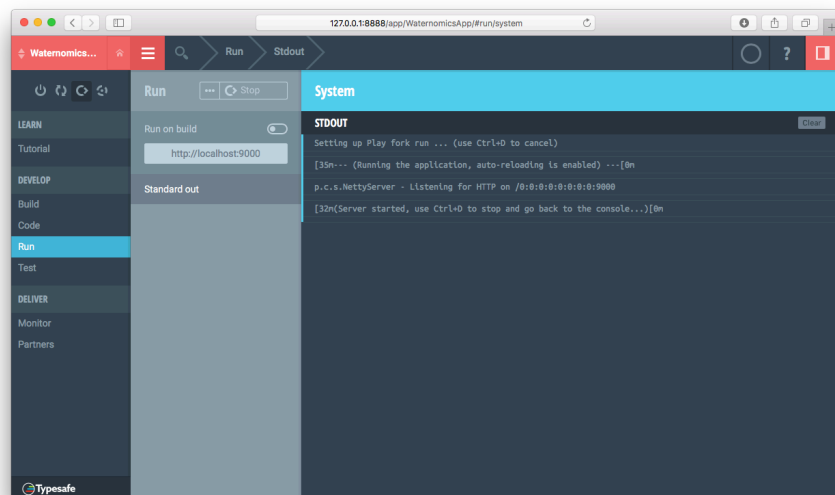 127.0.0.1:8888/app/WaternomicsApp/#run/system
Waternomics...
Run
Stdout
?
Run
... Stop
System
LEARN
Run on build
STDOUT
Clear
Tutorial
http://localhost:9000
Setting up Play fork run ... (use Ctrl+D to cancel)
[35m--- (Running the application, auto-reloading is enabled) ---[0m
DEVELOP
Standard out
p.c.s.NettyServer - Listening for HTTP on /0:0:0:0:0:0:0:0:9000
Build
[32m(Server started, use Ctrl+D to stop and go back to the console...)[0m
Code
Run
Test
DELIVER
Monitor
Partners
Typesafe